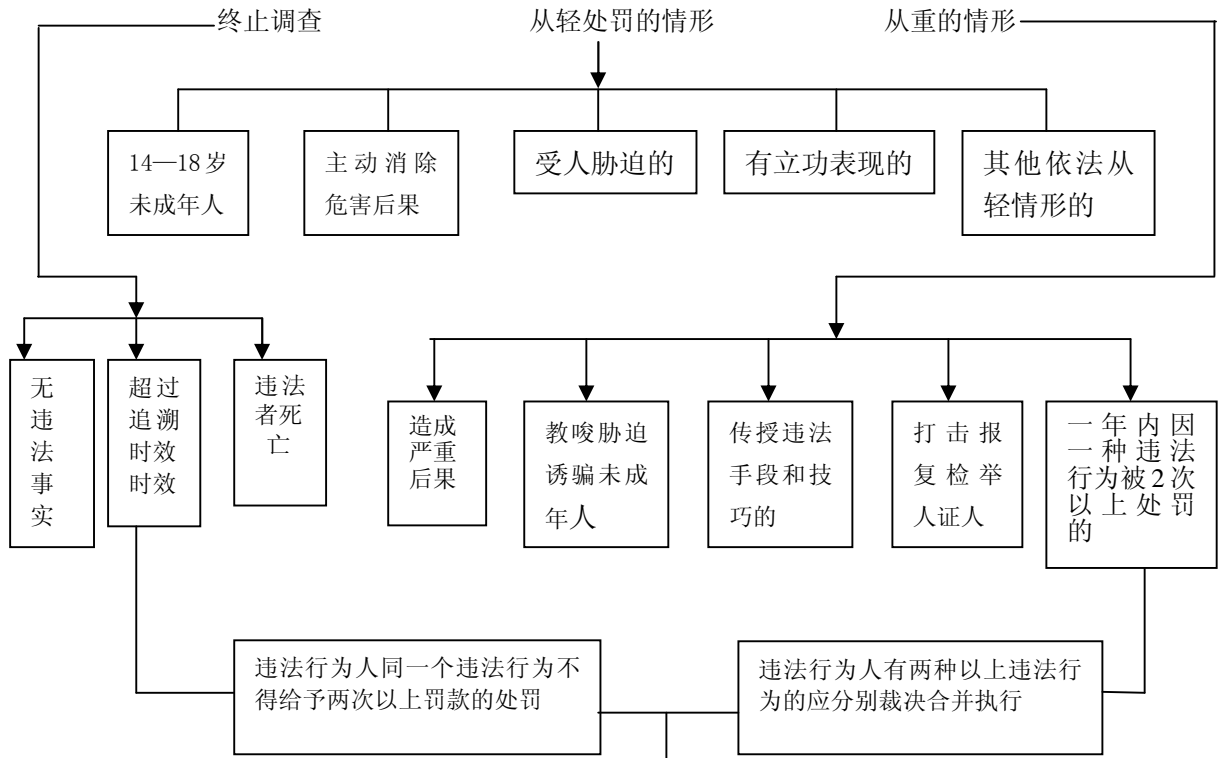 终止调查
从轻处罚的情形
从重的情形
14—18岁
未成年人
主动消除
危害后果
受人胁迫的
有立功表现的
其他依法从
轻情形的
无
违
法
事
实
超过
追溯
时效
时效
违法
者死
亡
造成
严重
后果
教唆胁迫
诱骗未成
年人
传授违法
手段和技
巧的
打击报
复检举
人证人
一年内因
一种违法
行为被2次
以上处罚
的
违法行为人同一个违法行为不
得给予两次以上罚款的处罚
违法行为人有两种以上违法行
为的应分别裁决合并执行